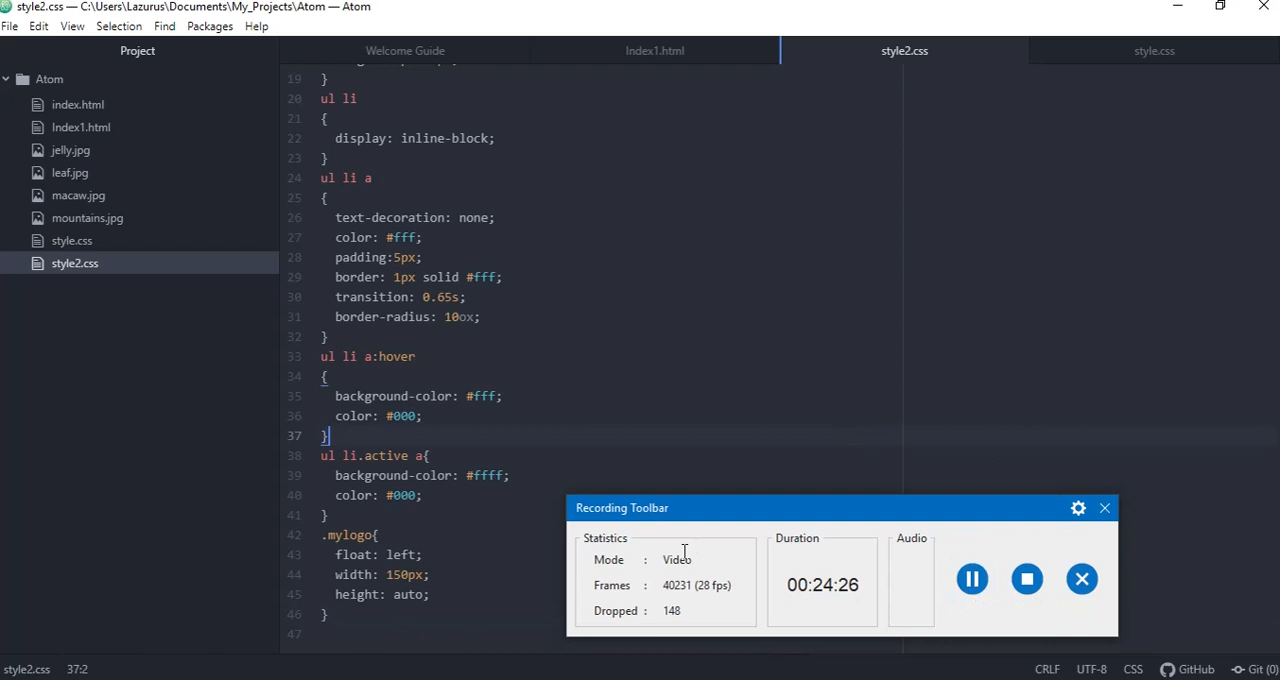 style2.css — C:\Users\Lazurus\Documents\My_Projects\Atom — Atom
File Edit View Selection Find Packages Help
Project
Welcome Guide
Index1.html
style2.css
style.css
Atom
index.html
Index1.html
jelly.jpg
leaf.jpg
macaw.jpg
mountains.jpg
style.css
style2.css
19 }
20 ul li
21 {
22 display: inline-block;
23 }
24 ul li a
25 {
26 text-decoration: none;
27 color: #fff;
28 padding:5px;
29 border: 1px solid #fff;
30 transition: 0.65s;
31 border-radius: 10ox;
32 }
33 ul li a:hover
34 {
35 background-color: #fff;
36 color: #000;
37 }
38 ul li.active a{
39 background-color: #ffff;
40 color: #000;
41 }
42 .mylogo{
43 float: left;
44 width: 150px;
45 height: auto;
46 }
47
Recording Toolbar
Statistics
Mode : Video
Frames : 40231 (28 fps)
Dropped : 148
Duration
00:24:26
Audio
style2.css 37:2
CRLF UTF-8 CSS GitHub Git (0)